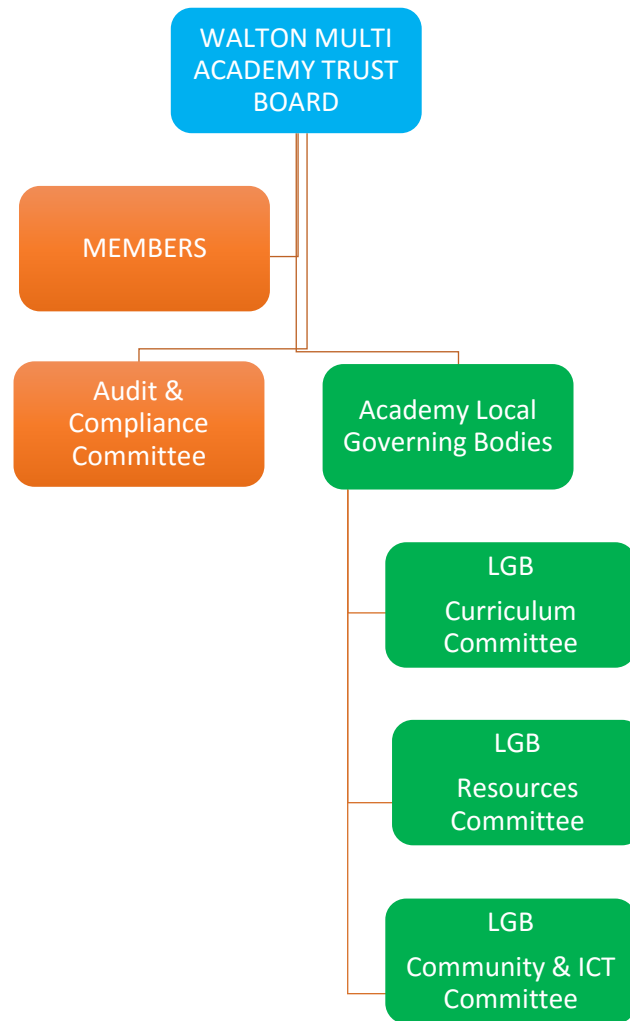 WALTON MULTI
ACADEMY TRUST
BOARD
MEMBERS
Audit &
Compliance
Committee
Academy Local
Governing Bodies
LGB
Curriculum
Committee
LGB
Resources
Committee
LGB
Community & ICT
Committee